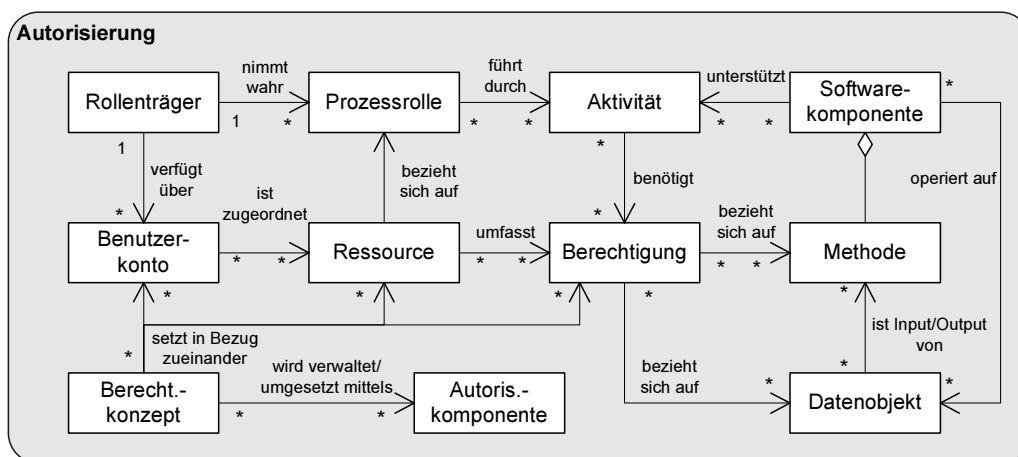 Autorisierung
Rollenträger
nimmt
wahr
1
*
Prozessrolle
führt
durch
*
*
Aktivität
unterstützt
*
*
Software-
komponente
*
1
verfügt
über
*
bezieht
sich auf
*
benötigt
*
operiert auf
Benutzer-
konto
ist
zugeordnet
*
*
Ressource
umfasst
*
*
Berechtigung
bezieht
sich auf
*
*
Methode
*
*
*
*
*
*
setzt in Bezug
zueinander
ist Input/Output
von
Berecht.-
konzept
wird verwaltet/
umgesetzt mittels
*
*
Autoris.-
komponente
bezieht
sich auf
*
*
*
Datenobjekt